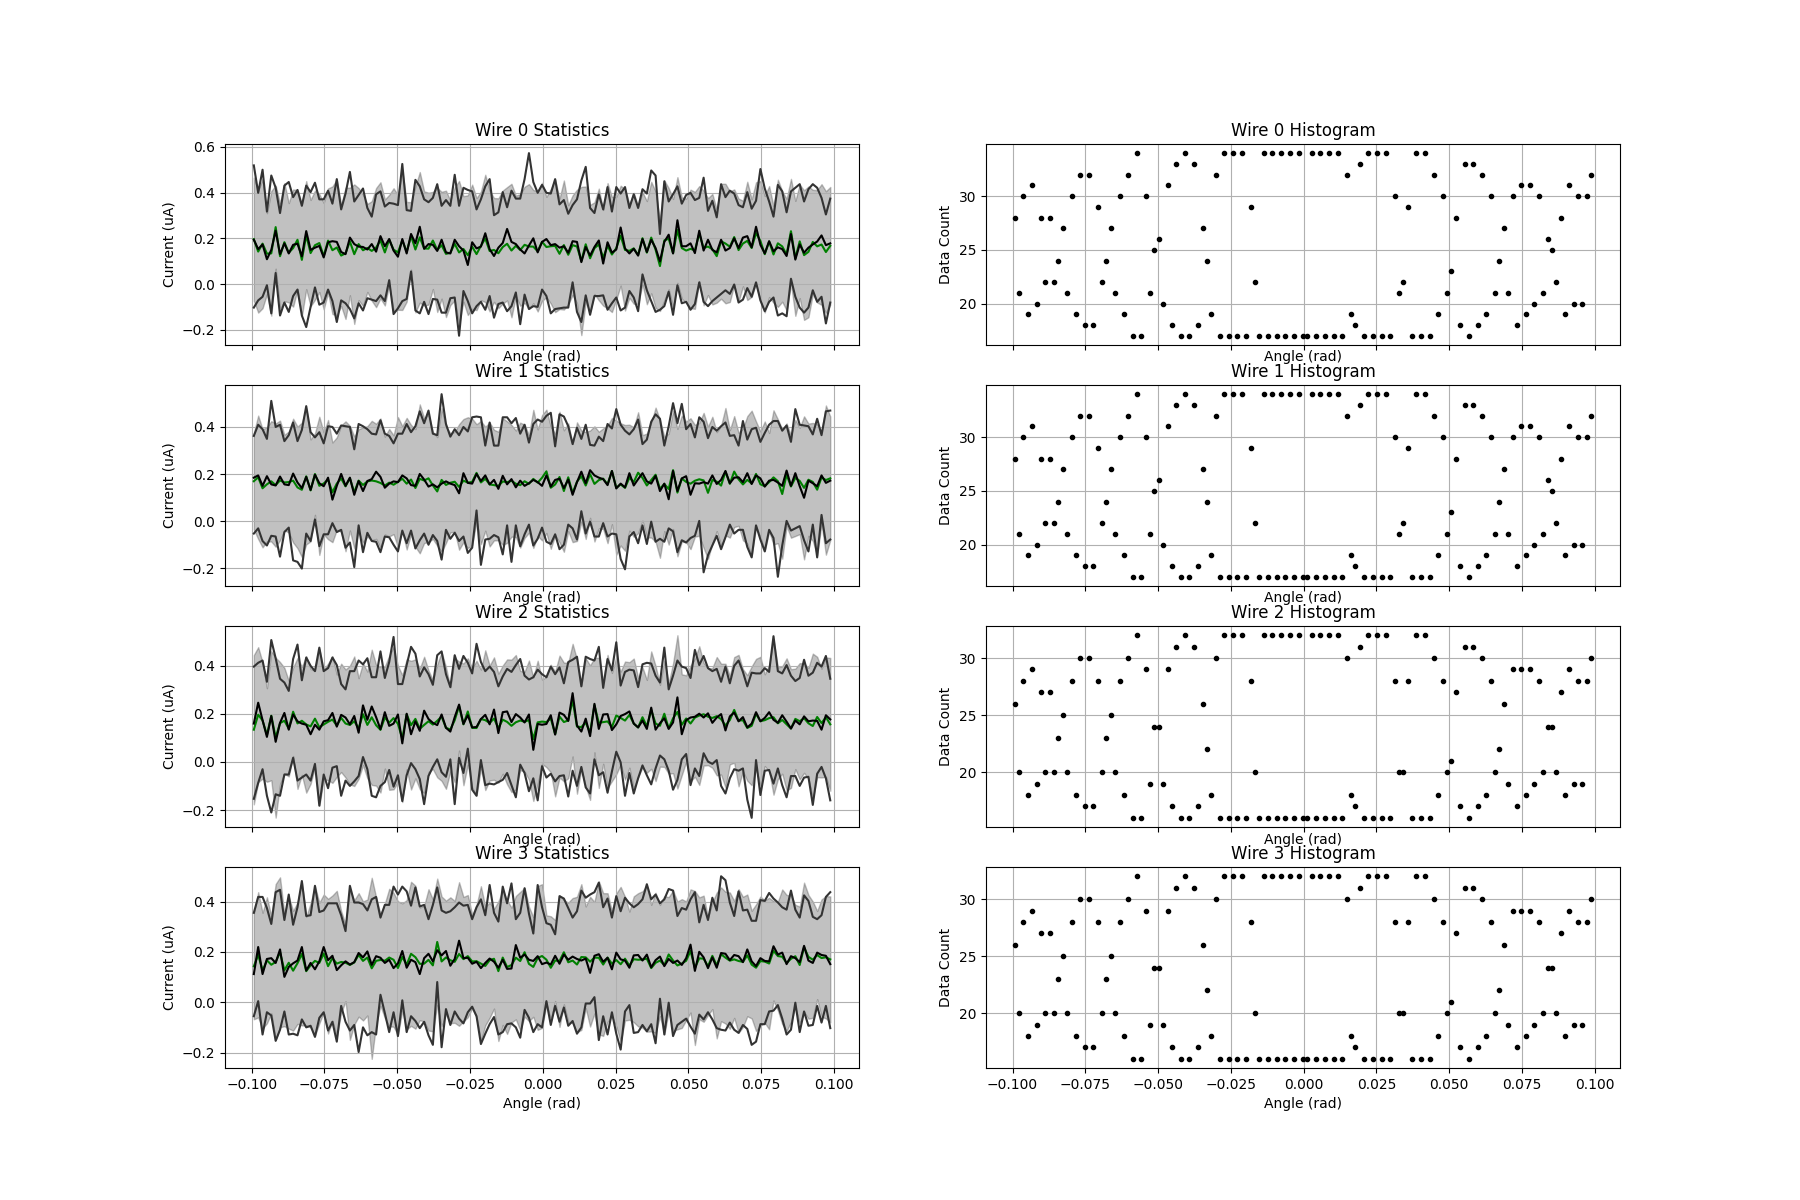 Wire 0 Statistics
0.6
0.4
0.2
0.0
−0.2
Current (uA)
Angle (rad)
Wire 0 Histogram
30
25
20
Data Count
Angle (rad)
Wire 1 Statistics
0.4
0.2
0.0
−0.2
Current (uA)
Angle (rad)
Wire 1 Histogram
30
25
20
Data Count
Angle (rad)
Wire 2 Statistics
0.4
0.2
0.0
−0.2
Current (uA)
Angle (rad)
Wire 2 Histogram
30
25
20
Data Count
Angle (rad)
Wire 3 Statistics
0.4
0.2
0.0
−0.2
Current (uA)
−0.100 −0.075 −0.050 −0.025 0.000 0.025 0.050 0.075 0.100
Angle (rad)
Wire 3 Histogram
30
25
20
Data Count
−0.100 −0.075 −0.050 −0.025 0.000 0.025 0.050 0.075 0.100
Angle (rad)